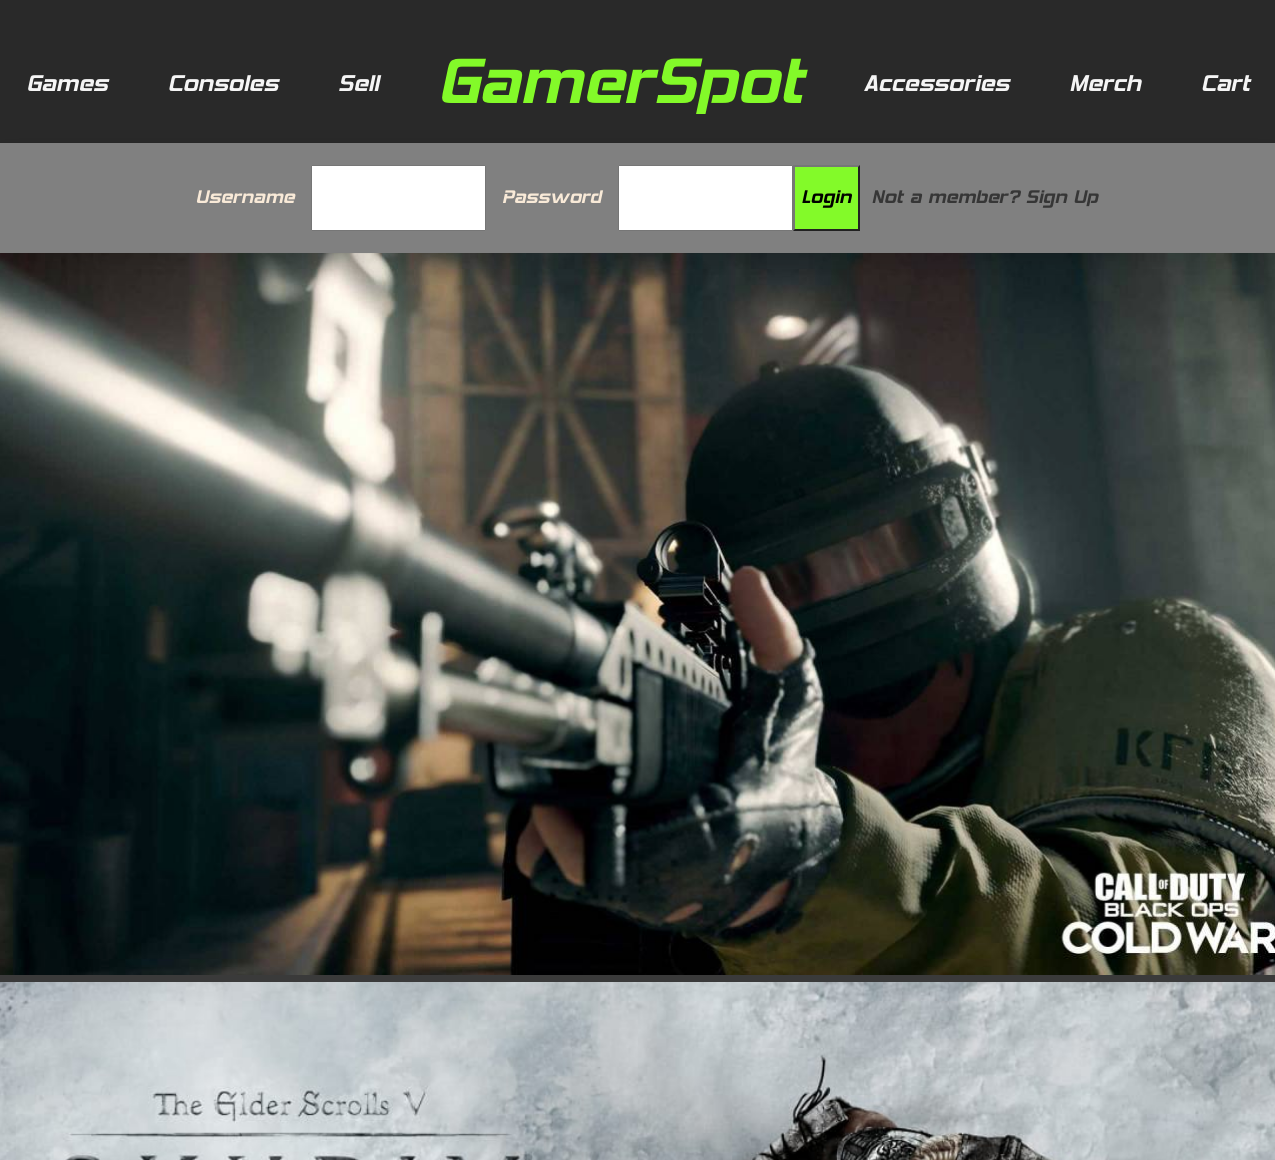 Games Consoles Sell GamerSpot Accessories Merch Cart
Username Password Login Not a member? Sign Up
CALL OF DUTY
BLACK OPS
COLD WAR
The Elder Scrolls V